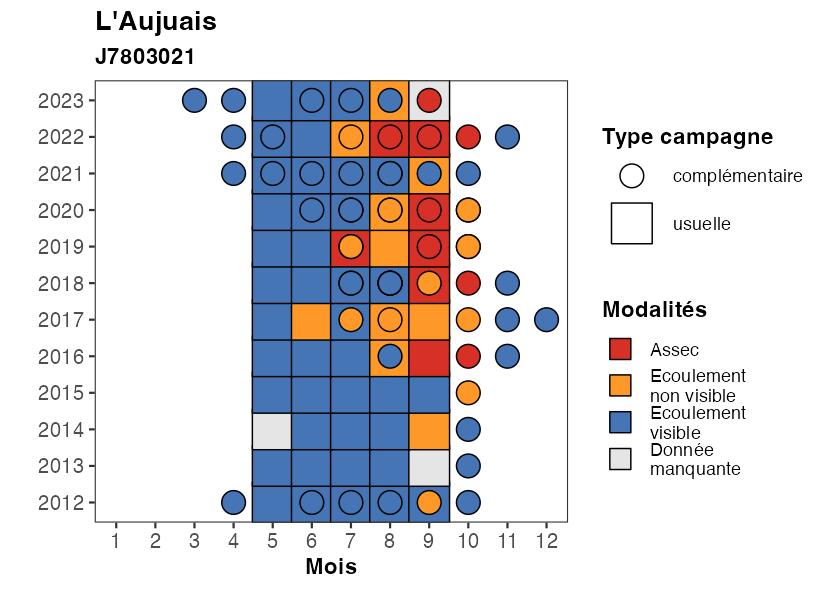 L'Aujuais
J7803021
2023
2022
2021
2020
2019
2018
2017
2016
2015
2014
2013
2012
1 2 3 4 5 6 7 8 9 10 11 12
Mois
Type campagne
complémentaire
usuelle
Modalités
Assec
Ecoulement
non visible
Ecoulement
visible
Donnée
manquante